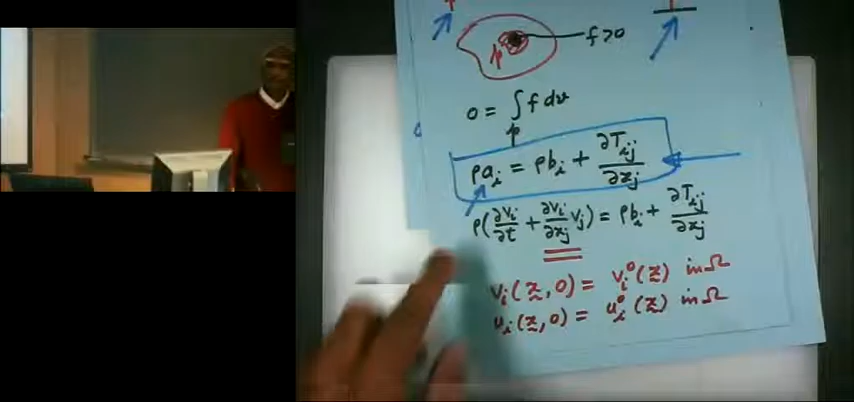 p f>0
0 = ∫_p f dv
ρa_i = ρb_i + ∂T_ij/∂x_j
ρ(∂v_i/∂t + ∂v_i/∂x_j v_j) = ρb_i + ∂T_ij/∂x_j
v_i(x, 0) = v_i^0(x) in Ω
u_i(x, 0) = u_i^0(x) in Ω